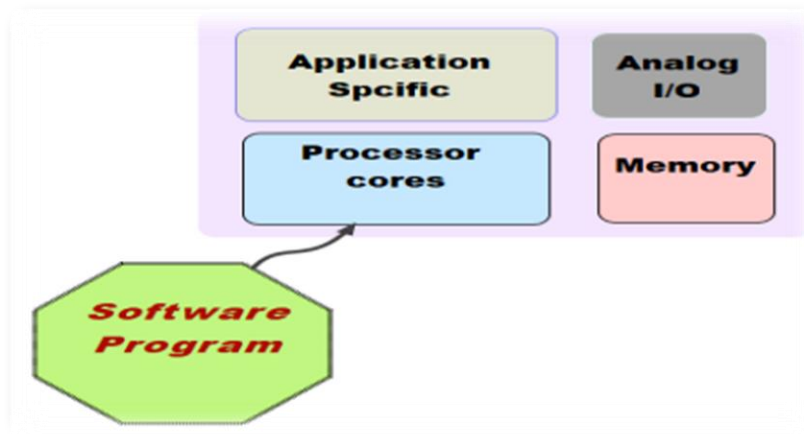 Application
Spcific
Analog
I/O
Processor
cores
Memory
Software
Program